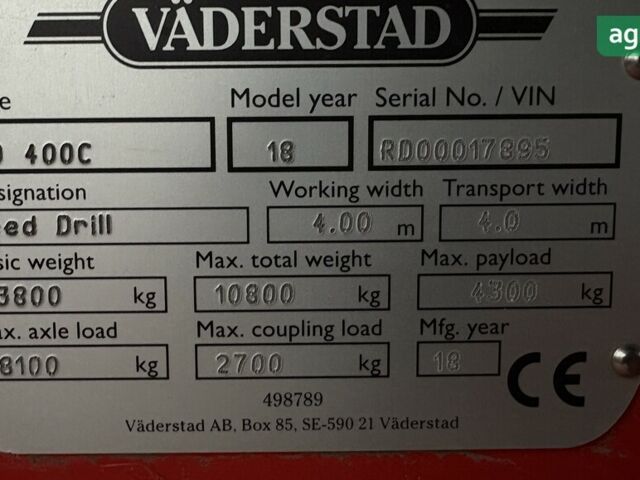 VÄDERSTAD
ag
e Model year Serial No. / VIN
400C 18 RD00017895
signation Working width Transport width
ed Drill 4.00 m 4.0 m
sic weight Max. total weight Max. payload
3800 kg 10800 kg 4300 kg
x. axle load Max. coupling load Mfg. year
8100 kg 2700 kg 18
CE
498789
Väderstad AB, Box 85, SE-590 21 Väderstad